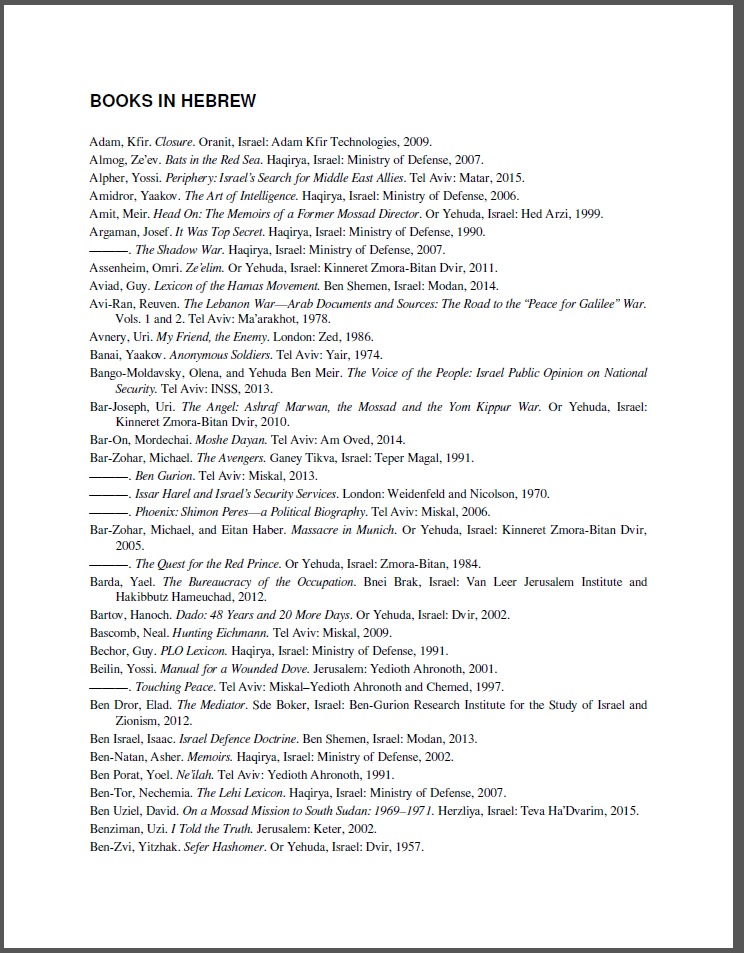 BOOKS IN HEBREW
Adam, Kfir. Closure. Oranit, Israel: Adam Kfir Technologies, 2009.
Almog, Ze’ev. Bats in the Red Sea. Haqirya, Israel: Ministry of Defense, 2007.
Alpher, Yossi. Periphery: Israel’s Search for Middle East Allies. Tel Aviv: Matar, 2015.
Amidror, Yaakov. The Art of Intelligence. Haqirya, Israel: Ministry of Defense, 2006.
Amit, Meir. Head On: The Memoirs of a Former Mossad Director. Or Yehuda, Israel: Hed Arzi, 1999.
Argaman, Josef. It Was Top Secret. Haqirya, Israel: Ministry of Defense, 1990.
———. The Shadow War. Haqirya, Israel: Ministry of Defense, 2007.
Assenheim, Omri. Ze’elim. Or Yehuda, Israel: Kinneret Zmora-Bitan Dvir, 2011.
Aviad, Guy. Lexicon of the Hamas Movement. Ben Shemen, Israel: Modan, 2014.
Avi-Ran, Reuven. The Lebanon War—Arab Documents and Sources: The Road to the “Peace for Galilee” War.
Vols. 1 and 2. Tel Aviv: Ma’arakhot, 1978.
Avnery, Uri. My Friend, the Enemy. London: Zed, 1986.
Banai, Yaakov. Anonymous Soldiers. Tel Aviv: Yair, 1974.
Bango-Moldavsky, Olena, and Yehuda Ben Meir. The Voice of the People: Israel Public Opinion on National
Security. Tel Aviv: INSS, 2013.
Bar-Joseph, Uri. The Angel: Ashraf Marwan, the Mossad and the Yom Kippur War. Or Yehuda, Israel:
Kinneret Zmora-Bitan Dvir, 2010.
Bar-On, Mordechai. Moshe Dayan. Tel Aviv: Am Oved, 2014.
Bar-Zohar, Michael. The Avengers. Ganey Tikva, Israel: Teper Magal, 1991.
———. Ben Gurion. Tel Aviv: Miskal, 2013.
———. Issar Harel and Israel’s Security Services. London: Weidenfeld and Nicolson, 1970.
———. Phoenix: Shimon Peres—a Political Biography. Tel Aviv: Miskal, 2006.
Bar-Zohar, Michael, and Eitan Haber. Massacre in Munich. Or Yehuda, Israel: Kinneret Zmora-Bitan Dvir,
2005.
———. The Quest for the Red Prince. Or Yehuda, Israel: Zmora-Bitan, 1984.
Barda, Yael. The Bureaucracy of the Occupation. Bnei Brak, Israel: Van Leer Jerusalem Institute and
Hakibbutz Hameuchad, 2012.
Bartov, Hanoch. Dado: 48 Years and 20 More Days. Or Yehuda, Israel: Dvir, 2002.
Bascomb, Neal. Hunting Eichmann. Tel Aviv: Miskal, 2009.
Bechor, Guy. PLO Lexicon. Haqirya, Israel: Ministry of Defense, 1991.
Beilin, Yossi. Manual for a Wounded Dove. Jerusalem: Yedioth Ahronoth, 2001.
———. Touching Peace. Tel Aviv: Miskal–Yedioth Ahronoth and Chemed, 1997.
Ben Dror, Elad. The Mediator. Sde Boker, Israel: Ben-Gurion Research Institute for the Study of Israel and
Zionism, 2012.
Ben Israel, Isaac. Israel Defence Doctrine. Ben Shemen, Israel: Modan, 2013.
Ben-Natan, Asher. Memoirs. Haqirya, Israel: Ministry of Defense, 2002.
Ben Porat, Yoel. Ne’ilah. Tel Aviv: Yedioth Ahronoth, 1991.
Ben-Tor, Nechemia. The Lehi Lexicon. Haqirya, Israel: Ministry of Defense, 2007.
Ben Uziel, David. On a Mossad Mission to South Sudan: 1969–1971. Herzliya, Israel: Teva Ha’Dvarim, 2015.
Benziman, Uzi. I Told the Truth. Jerusalem: Keter, 2002.
Ben-Zvi, Yitzhak. Sefer Hashomer. Or Yehuda, Israel: Dvir, 1957.